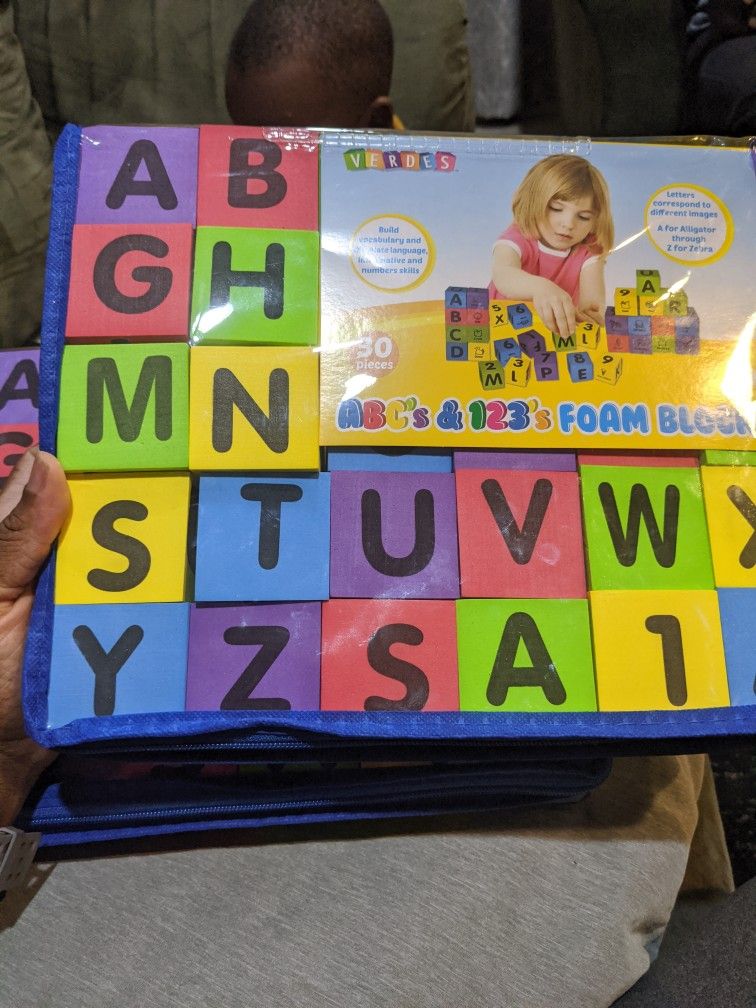 A B
VERDES
Letters
correspond to
different images
A for Alligator
through
Z for Zebra
Build
vocabulary and
language,
and
numbers skills
G H
30
pieces
M N
ABC's & 123's FOAM BLOCK
S T U V W X
Y Z S A 1
A
G